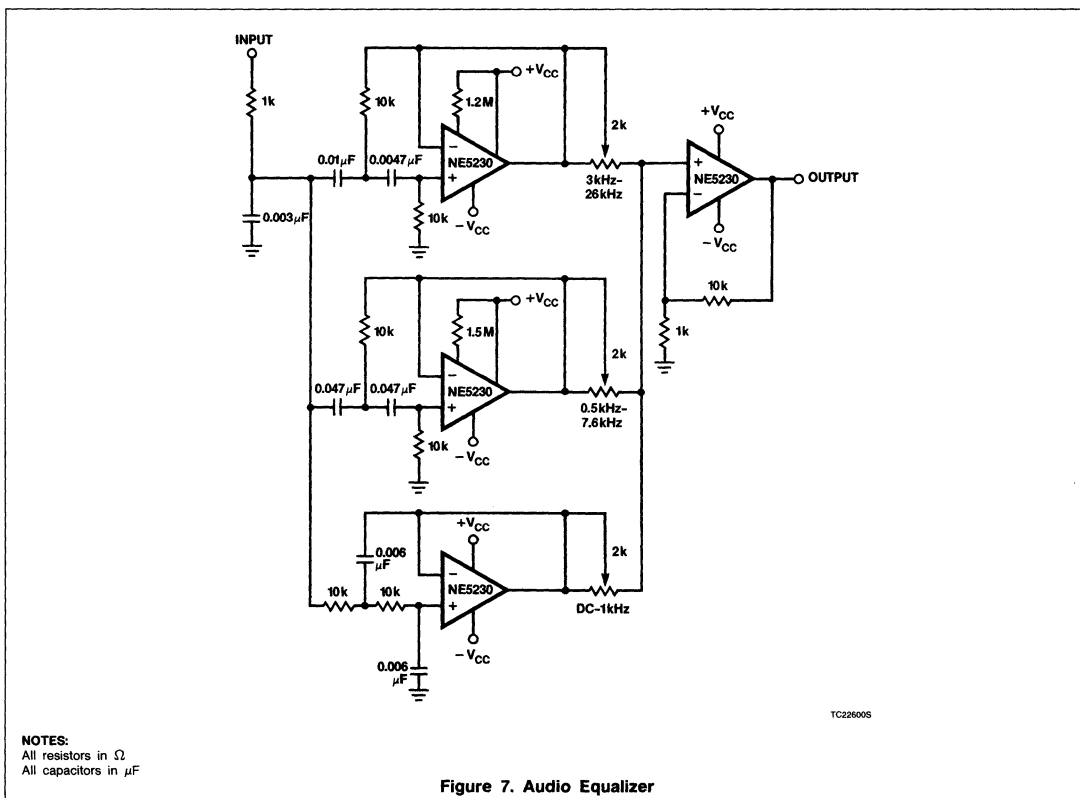 INPUT
1k
0.003μF
10k
0.01μF
0.0047μF
1.2M
+VCC
NE5230
−
+
10k
−VCC
2k
3kHz–
26kHz
+VCC
+
NE5230
−
−VCC
OUTPUT
10k
1k
10k
0.047μF
0.047μF
1.5M
+VCC
−
NE5230
+
10k
−VCC
2k
0.5kHz–
7.6kHz
0.006
μF
10k
10k
+VCC
−
NE5230
+
−VCC
0.006
μF
2k
DC–1kHz
TC22600S
NOTES:
All resistors in Ω
All capacitors in μF
Figure 7. Audio Equalizer